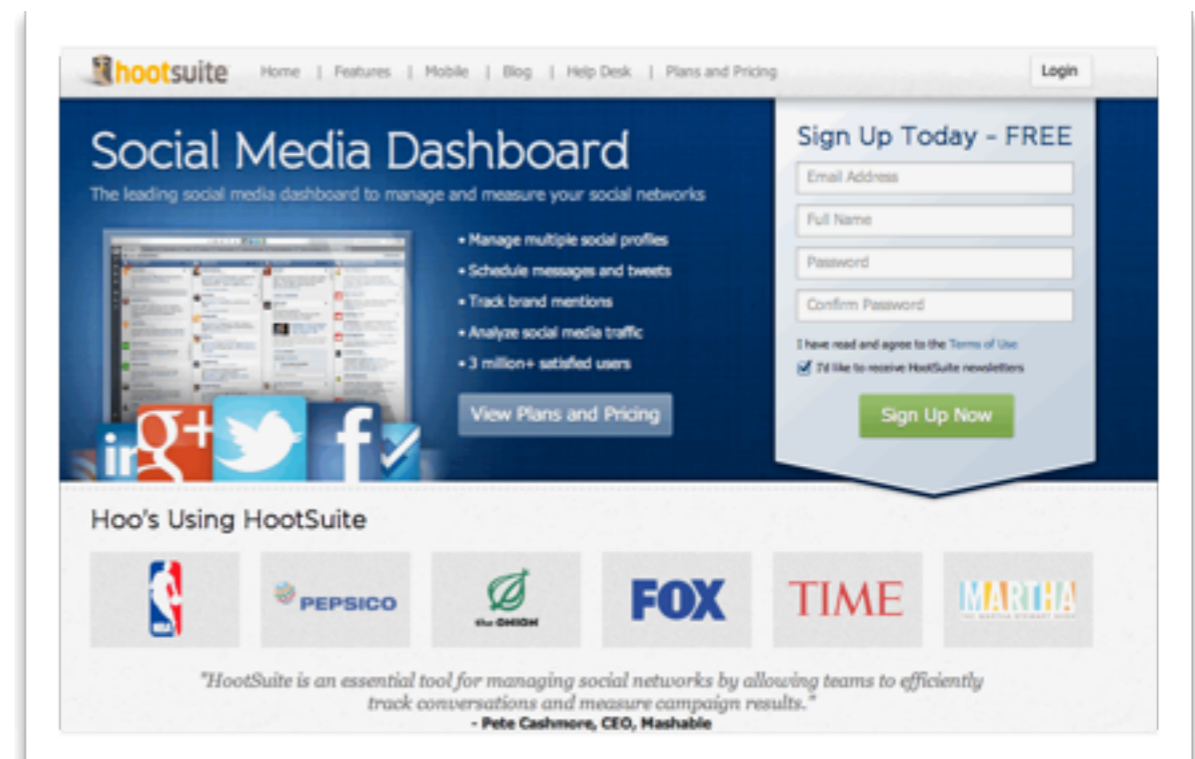 hootsuite
Home | Features | Mobile | Blog | Help Desk | Plans and Pricing
Login
Social Media Dashboard
The leading social media dashboard to manage and measure your social networks
• Manage multiple social profiles
• Schedule messages and tweets
• Track brand mentions
• Analyze social media traffic
• 3 million+ satisfied users
View Plans and Pricing
in
g+
f
Sign Up Today - FREE
Email Address
Full Name
Password
Confirm Password
I have read and agree to the Terms of Use
I'd like to receive HootSuite newsletters
Sign Up Now
Hoo's Using HootSuite
NBA
PEPSICO
the ONION
FOX
TIME
MARTHA
THE MARTHA STEWART SHOW
"HootSuite is an essential tool for managing social networks by allowing teams to efficiently
track conversations and measure campaign results."
- Pete Cashmore, CEO, Mashable